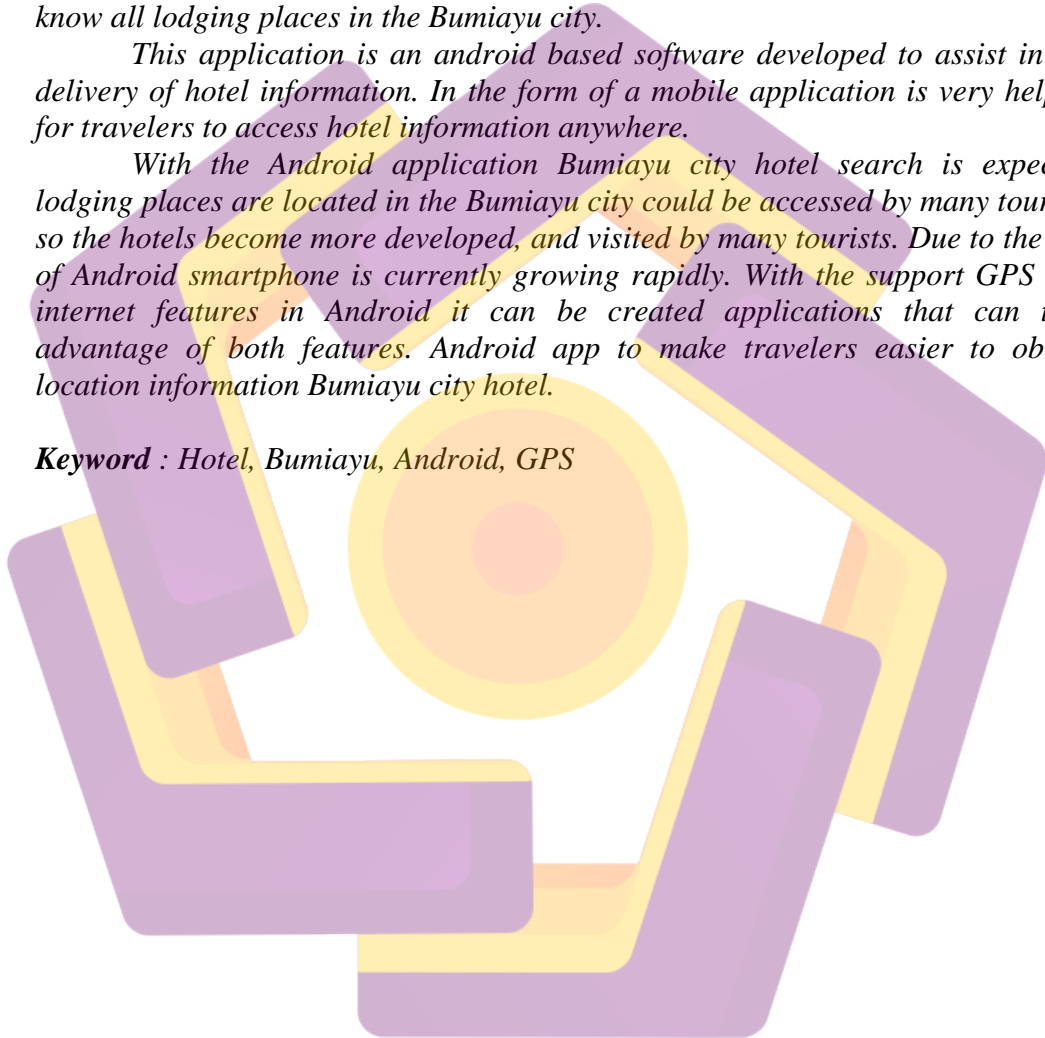 know all lodging places in the Bumiayu city.
This application is an android based software developed to assist in
delivery of hotel information. In the form of a mobile application is very
for travelers to access hotel information anywhere.
With the Android application Bumiayu city hotel search is
lodging places are located in the Bumiayu city could be accessed by many
so the hotels become more developed, and visited by many tourists. Due to the
of Android smartphone is currently growing rapidly. With the support GPS
internet features in Android it can be created applications that can
advantage of both features. Android app to make travelers easier to
location information Bumiayu city hotel.
Keyword : Hotel, Bumiayu, Android, GPS